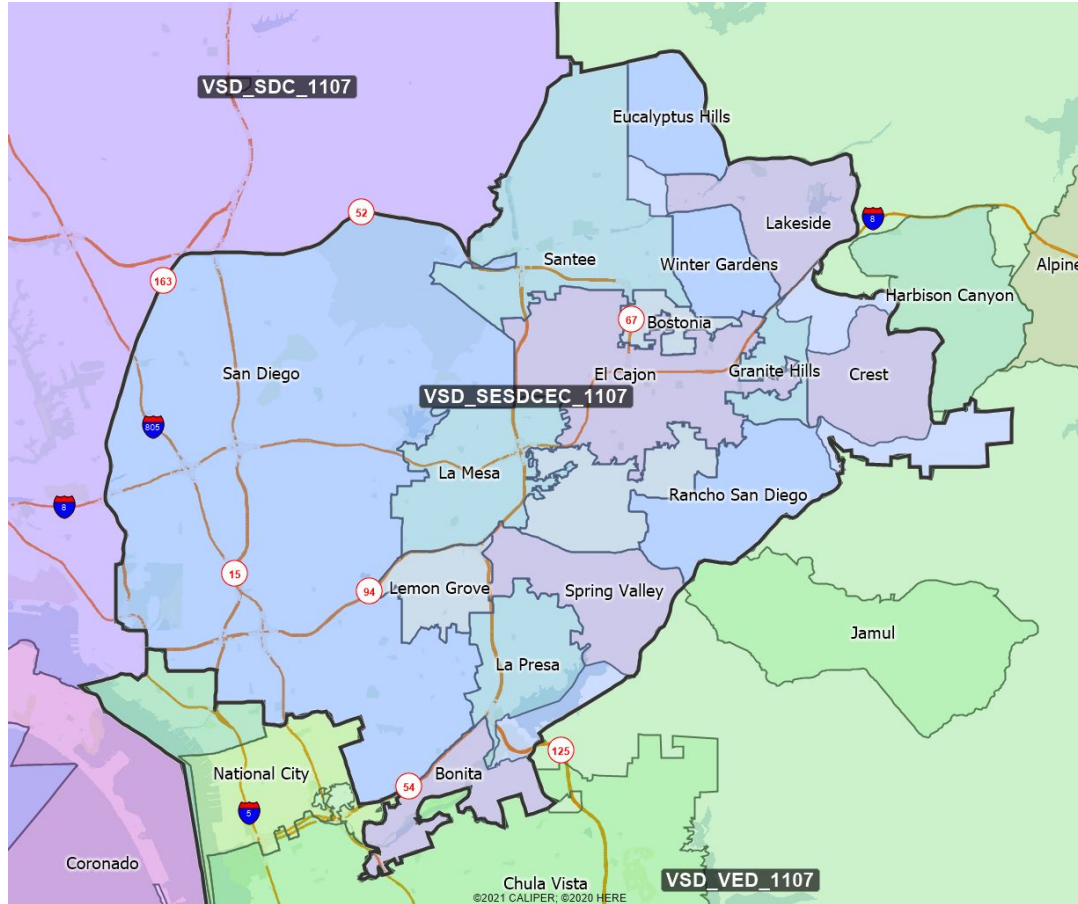 VSD_SDC_1107
Eucalyptus Hills
52
Lakeside
8
163
Santee
Winter Gardens
Alpine
Harbison Canyon
67
Bostonia
San Diego
El Cajon
Granite Hills
Crest
VSD_SESDCEC_1107
805
La Mesa
Rancho San Diego
8
15
94
Lemon Grove
Spring Valley
Jamul
La Presa
125
National City
Bonita
54
5
Coronado
Chula Vista
VSD_VED_1107
©2021 CALIPER; ©2020 HERE